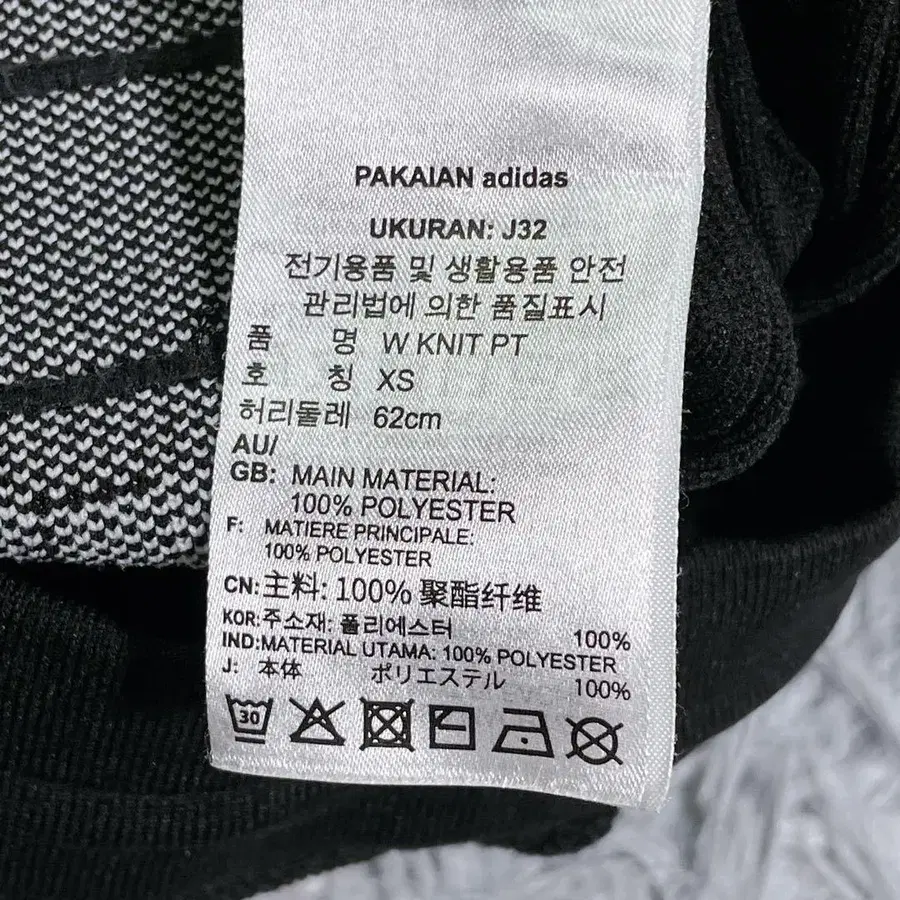 PAKAIAN adidas
UKURAN: J32
전기용품 및 생활용품 안전
관리법에 의한 품질표시
품 명 W KNIT PT
호 칭 XS
허리둘레 62cm
AU/
GB: MAIN MATERIAL:
100% POLYESTER
F: MATIERE PRINCIPALE:
100% POLYESTER
CN: 主料: 100% 聚酯纤维
KOR: 주소재: 폴리에스터 100%
IND: MATERIAL UTAMA: 100% POLYESTER
J: 本体 ポリエステル 100%
30